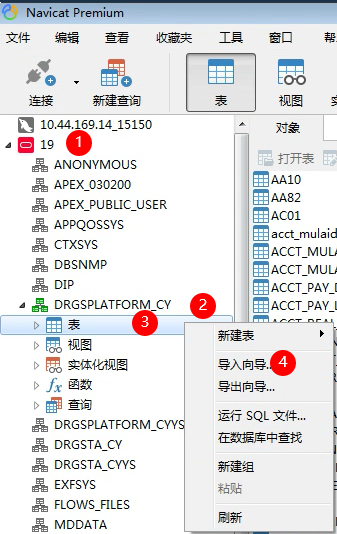 Navicat Premium
文件 编辑 查看 收藏夹 工具 窗口
连接 新建查询 表 视图
对象
10.44.169.14_15150
19 1
打开表
ANONYMOUS
APEX_030200
APEX_PUBLIC_USER
APPQOSSYS
CTXSYS
DBSNMP
DIP
DRGSPLATFORM_CY 2
表 3
视图
实体化视图
函数
查询
DRGSPLATFORM_CYYS
DRGSTA_CY
DRGSTA_CYYS
EXFSYS
FLOWS_FILES
MDDATA
AA10
AA82
AC01
acct_mulaid
ACCT_MUL
ACCT_MULA
ACCT_PAY_D
ACCT_PAY_L
新建表
导入向导... 4
导出向导...
运行 SQL 文件...
在数据库中查找
新建组
粘贴
刷新